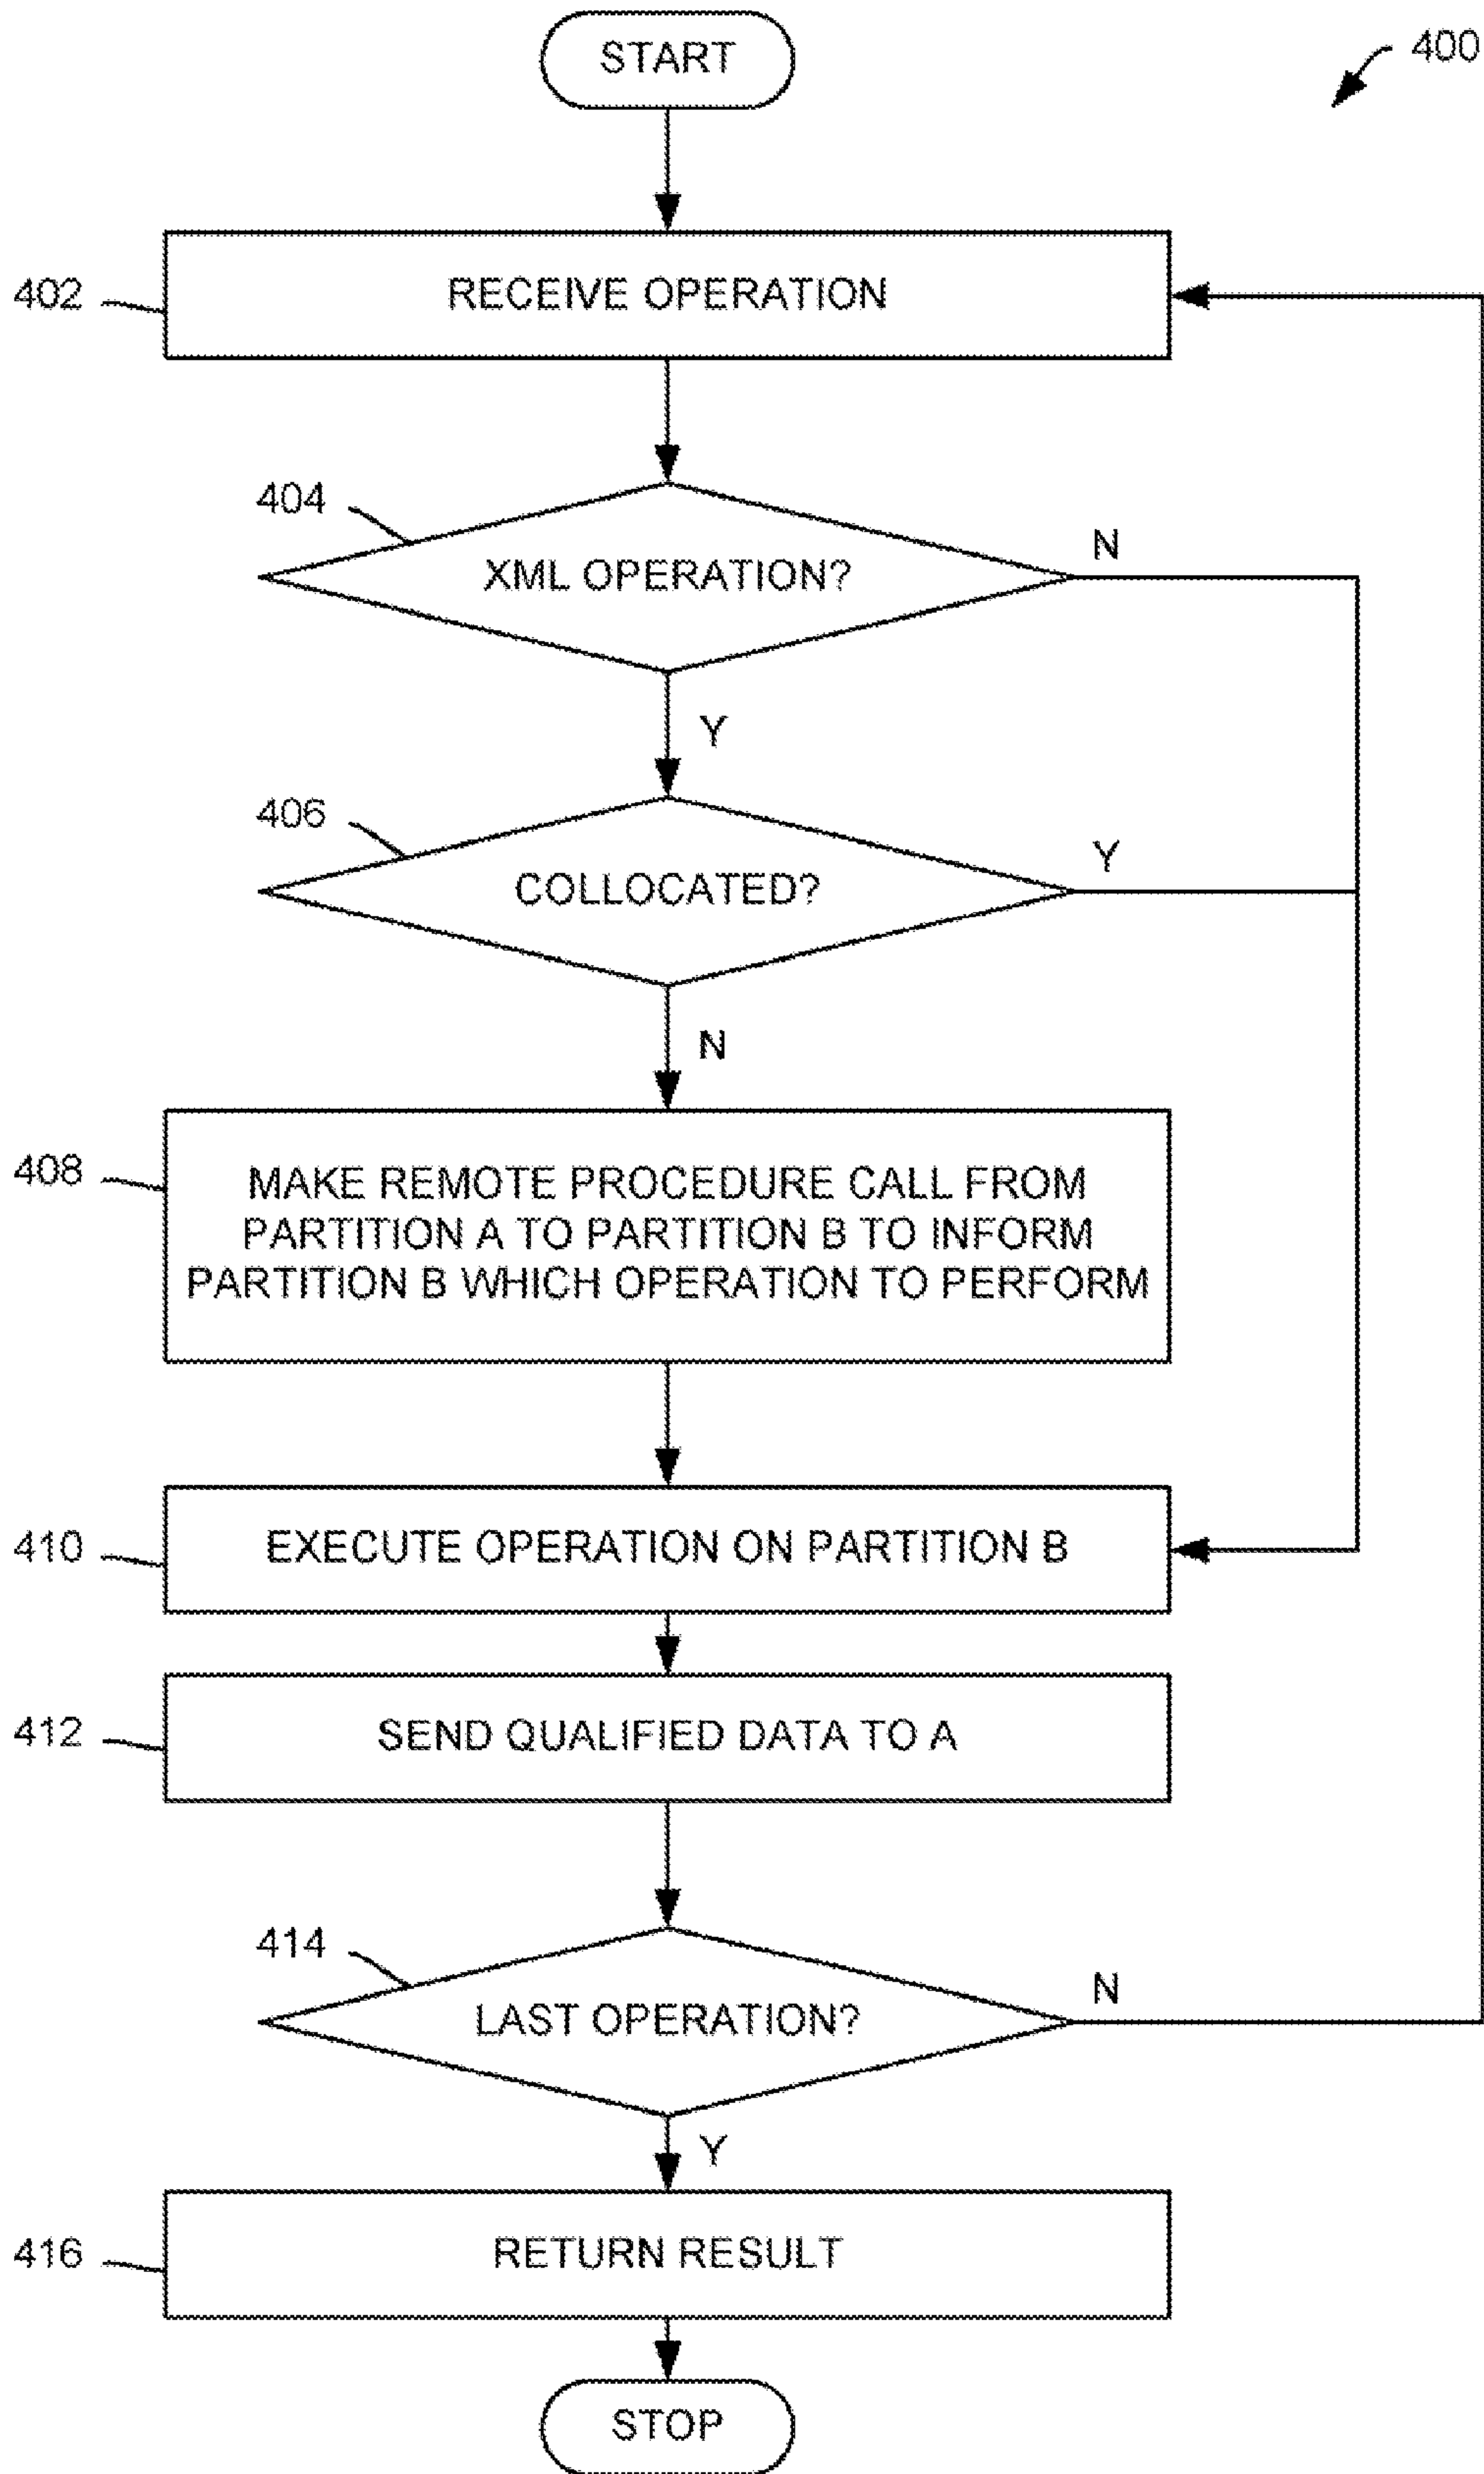 START
400
402
RECEIVE OPERATION
404
XML OPERATION?
N
Y
406
COLLOCATED?
Y
N
408
MAKE REMOTE PROCEDURE CALL FROM
PARTITION A TO PARTITION B TO INFORM
PARTITION B WHICH OPERATION TO PERFORM
410
EXECUTE OPERATION ON PARTITION B
412
SEND QUALIFIED DATA TO A
414
LAST OPERATION?
N
Y
416
RETURN RESULT
STOP